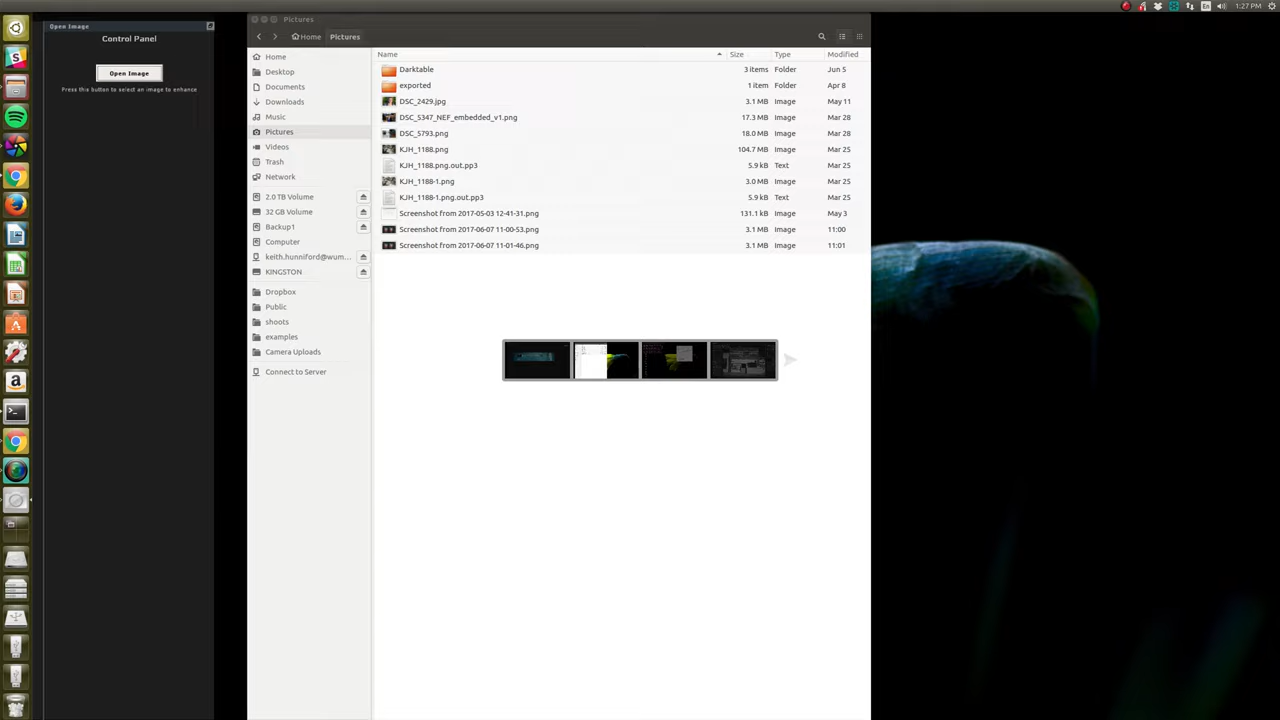 En
1:27 PM
Open Image
Control Panel
Open Image
Press this button to select an image to enhance
Pictures
Home
Pictures
Name Size Type Modified
Darktable 3 items Folder Jun 5
exported 1 item Folder Apr 8
DSC_2429.jpg 3.1 MB Image May 11
DSC_5347_NEF_embedded_v1.png 17.3 MB Image Mar 28
DSC_5793.png 18.0 MB Image Mar 28
KJH_1188.png 104.7 MB Image Mar 25
KJH_1188.png.out.pp3 5.9 kB Text Mar 25
KJH_1188-1.png 3.0 MB Image Mar 25
KJH_1188-1.png.out.pp3 5.9 kB Text Mar 25
Screenshot from 2017-05-03 12-41-31.png 131.1 kB Image May 3
Screenshot from 2017-06-07 11-00-53.png 3.1 MB Image 11:00
Screenshot from 2017-06-07 11-01-46.png 3.1 MB Image 11:01
Home
Desktop
Documents
Downloads
Music
Pictures
Videos
Trash
Network
2.0 TB Volume
32 GB Volume
Backup1
Computer
keith.hunniford@wum...
KINGSTON
Dropbox
Public
shoots
examples
Camera Uploads
Connect to Server